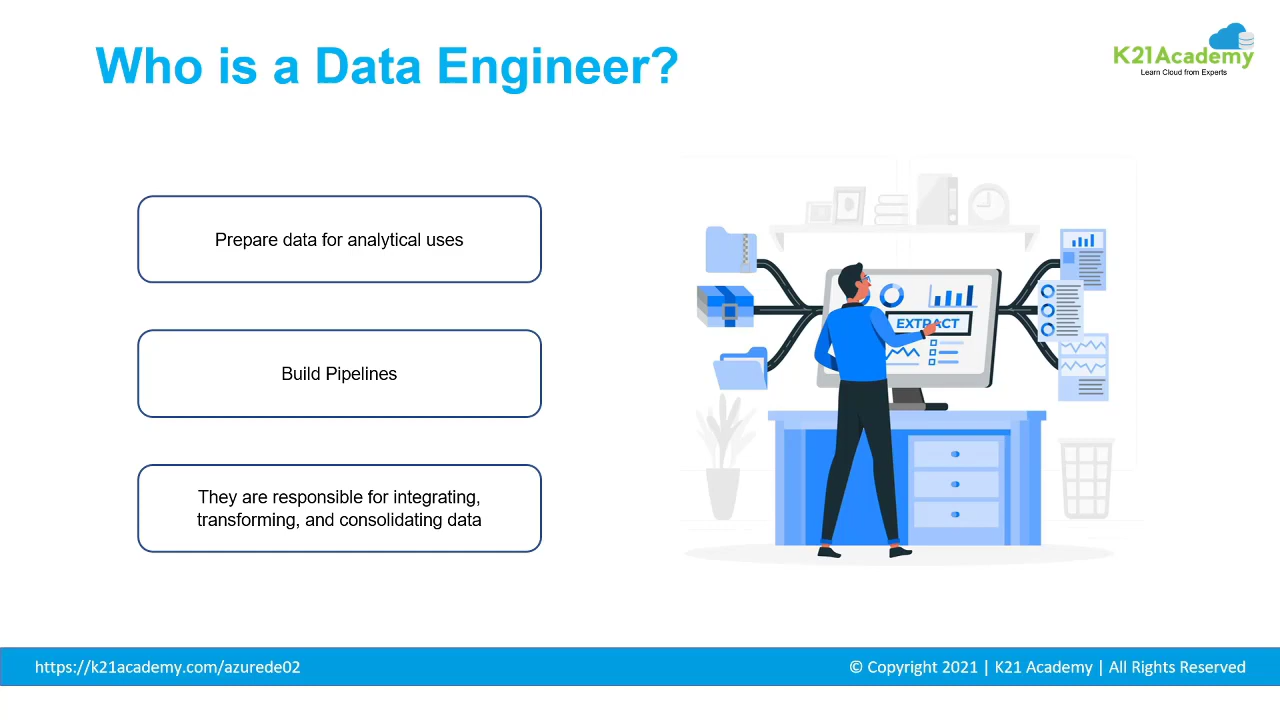 Who is a Data Engineer?
K21Academy
Learn Cloud from Experts
Prepare data for analytical uses
Build Pipelines
They are responsible for integrating,
transforming, and consolidating data
EXTRACT
https://k21academy.com/azurede02
© Copyright 2021 | K21 Academy | All Rights Reserved